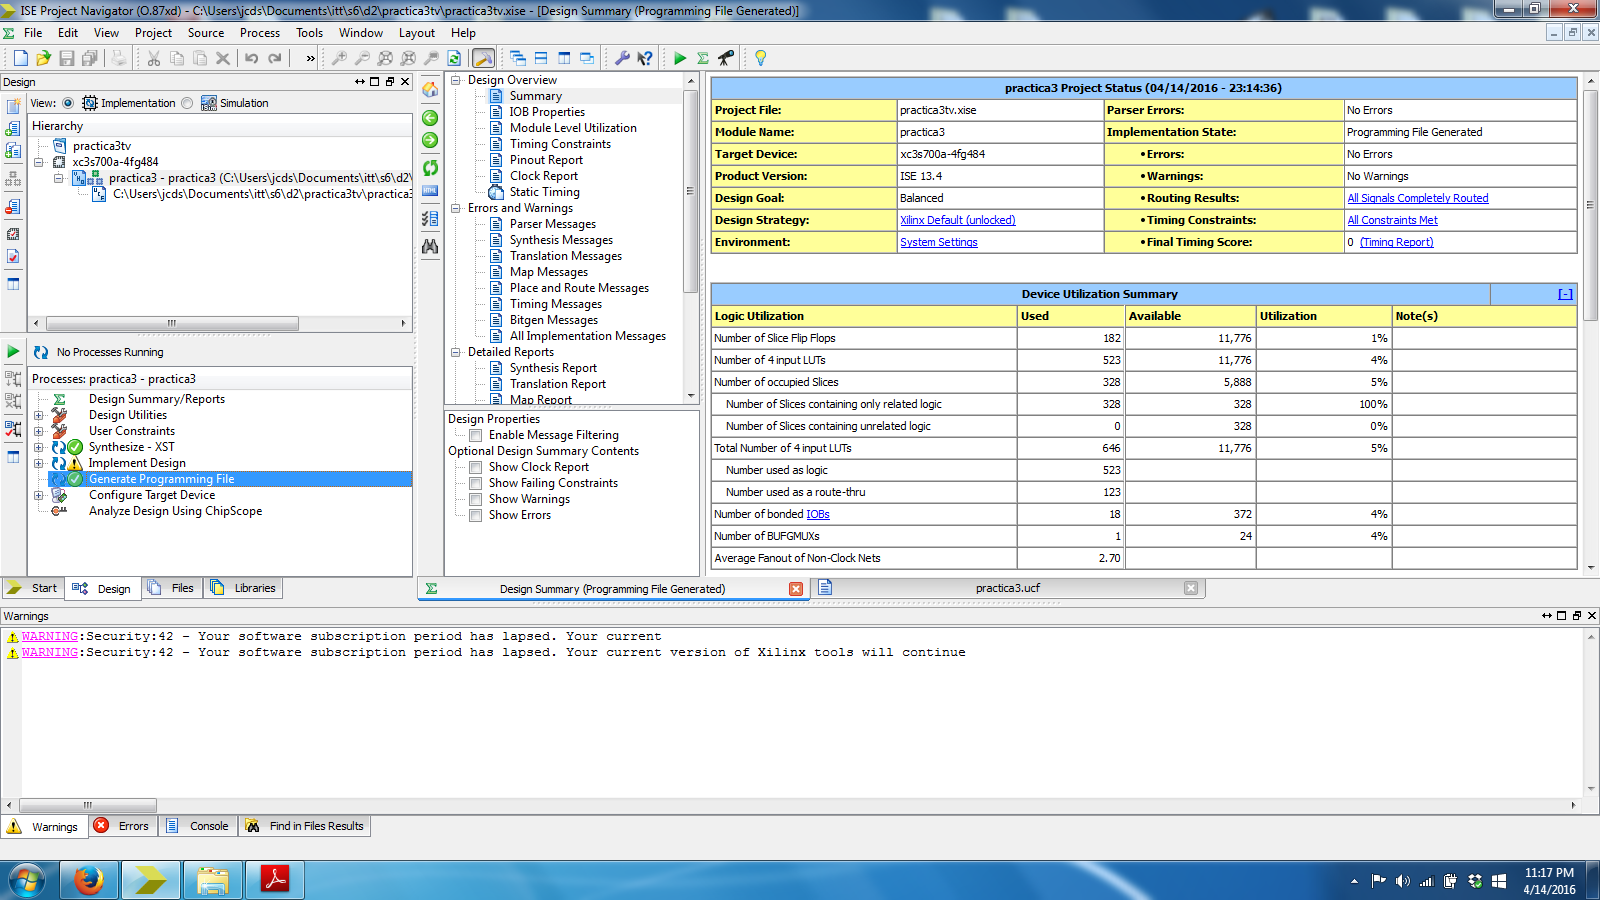 ISE Project Navigator (O.87xd) - C:\Users\jcds\Documents\itt\s6\d2\practica3tv\practica3tv.xise - [Design Summary (Programming File Generated)]
File Edit View Project Source Process Tools Window Layout Help
Design
View: Implementation Simulation
Hierarchy
practica3tv
xc3s700a-4fg484
practica3 - practica3 (C:\Users\jcds\Documents\itt\s6\d2\
C:\Users\jcds\Documents\itt\s6\d2\practica3tv\practica3
No Processes Running
Processes: practica3 - practica3
Design Summary/Reports
Design Utilities
User Constraints
Synthesize - XST
Implement Design
Generate Programming File
Configure Target Device
Analyze Design Using ChipScope
Start Design Files Libraries
Design Overview
Summary
IOB Properties
Module Level Utilization
Timing Constraints
Pinout Report
Clock Report
Static Timing
Errors and Warnings
Parser Messages
Synthesis Messages
Translation Messages
Map Messages
Place and Route Messages
Timing Messages
Bitgen Messages
All Implementation Messages
Detailed Reports
Synthesis Report
Translation Report
Map Report
Design Properties
Enable Message Filtering
Optional Design Summary Contents
Show Clock Report
Show Failing Constraints
Show Warnings
Show Errors
practica3 Project Status (04/14/2016 - 23:14:36)
Project File: practica3tv.xise Parser Errors: No Errors
Module Name: practica3 Implementation State: Programming File Generated
Target Device: xc3s700a-4fg484 •Errors: No Errors
Product Version: ISE 13.4 •Warnings: No Warnings
Design Goal: Balanced •Routing Results: All Signals Completely Routed
Design Strategy: Xilinx Default (unlocked) •Timing Constraints: All Constraints Met
Environment: System Settings •Final Timing Score: 0 (Timing Report)
Device Utilization Summary [-]
Logic Utilization Used Available Utilization Note(s)
Number of Slice Flip Flops 182 11,776 1%
Number of 4 input LUTs 523 11,776 4%
Number of occupied Slices 328 5,888 5%
Number of Slices containing only related logic 328 328 100%
Number of Slices containing unrelated logic 0 328 0%
Total Number of 4 input LUTs 646 11,776 5%
Number used as logic 523
Number used as a route-thru 123
Number of bonded IOBs 18 372 4%
Number of BUFGMUXs 1 24 4%
Average Fanout of Non-Clock Nets 2.70
Design Summary (Programming File Generated) practica3.ucf
Warnings
WARNING:Security:42 - Your software subscription period has lapsed. Your current
WARNING:Security:42 - Your software subscription period has lapsed. Your current version of Xilinx tools will continue
Warnings Errors Console Find in Files Results
11:17 PM
4/14/2016